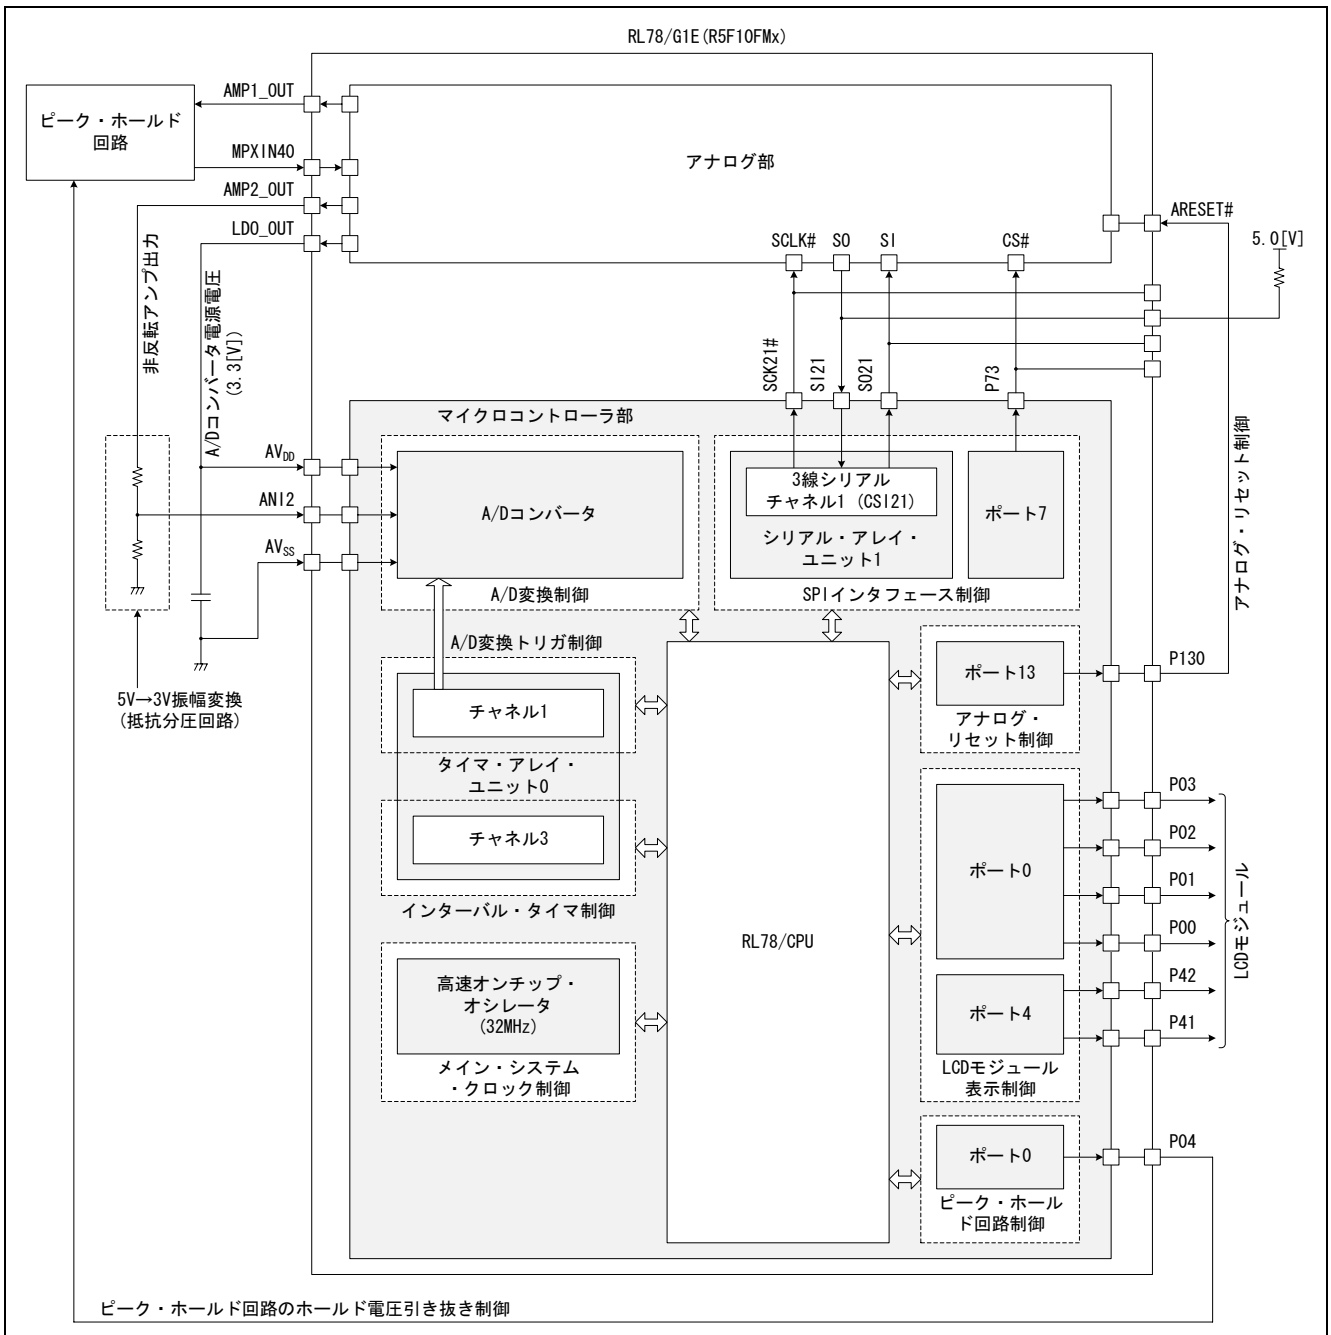 RL78/G1E(R5F10FMx)
AMP1_OUT
ピーク・ホールド
回路
MPXIN40
アナログ部
AMP2_OUT
LDO_OUT
ARESET#
SCLK#
SO
SI
CS#
5.0[V]
非反転アンプ出力
A/Dコンバータ電源電圧
(3.3[V])
SCK21#
SI21
SO21
P73
アナログ・リセット制御
マイクロコントローラ部
AVDD
ANI2
AVSS
A/Dコンバータ
A/D変換制御
3線シリアル
チャネル1 (CSI21)
シリアル・アレイ・
ユニット1
ポート7
SPIインタフェース制御
A/D変換トリガ制御
5V→3V振幅変換
(抵抗分圧回路)
チャネル1
タイマ・アレイ・
ユニット0
チャネル3
インターバル・タイマ制御
高速オンチップ・
オシレータ
(32MHz)
メイン・システム
・クロック制御
RL78/CPU
ポート13
アナログ・
リセット制御
P130
ポート0
P03
P02
P01
P00
ポート4
P42
P41
LCDモジュール
LCDモジュール
表示制御
ポート0
P04
ピーク・ホール
ド回路制御
ピーク・ホールド回路のホールド電圧引き抜き制御